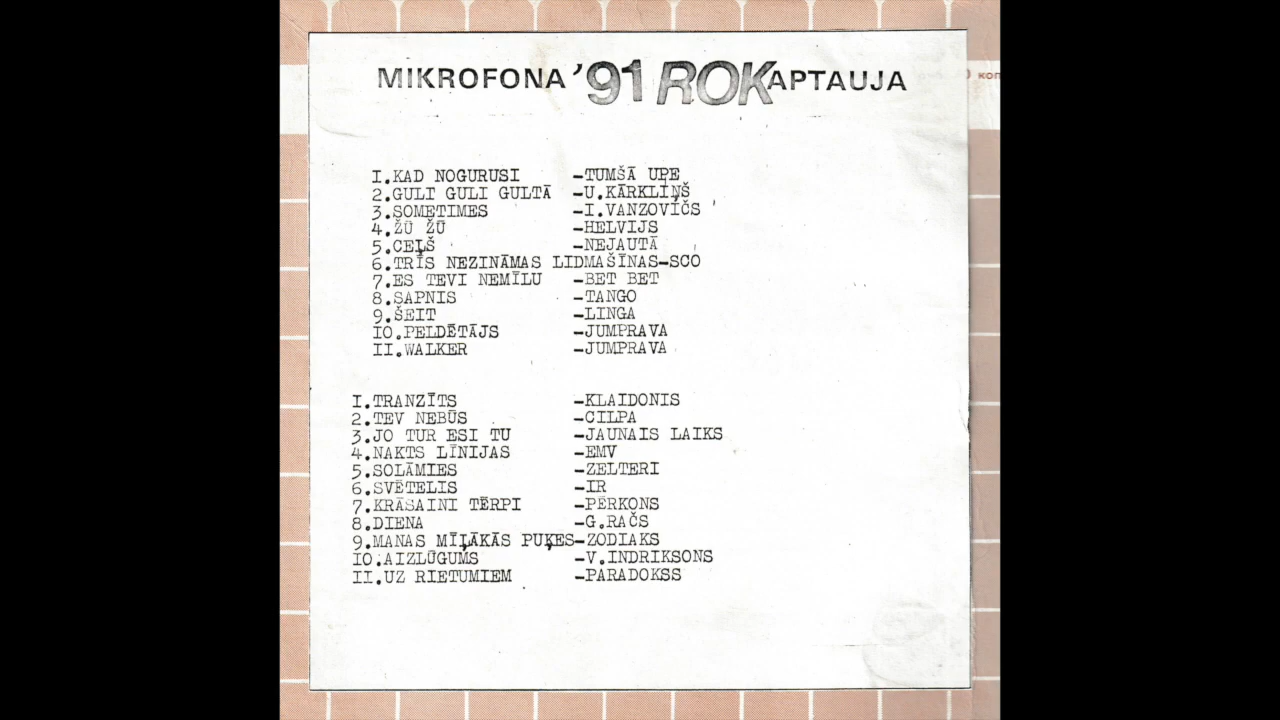 MIKROFONA '91 ROKAPTAUJA
коп
I.KAD NOGURUSI -TUMŠĀ UPE
2.GULI GULI GULTĀ -U.KĀRKLIŅŠ
3.SOMETIMES -I.VANZOVIČS
4.ŽŪ ŽŪ -HELVIJS
5.CEĻŠ -NEJAUTĀ
6.TRĪS NEZINĀMAS LIDMAŠĪNAS-SCO
7.ES TEVI NEMĪLU -BET BET
8.SAPNIS -TANGO
9.ŠEIT -LINGA
IO.PELDĒTĀJS -JUMPRAVA
II.WALKER -JUMPRAVA
I.TRANZĪTS -KLAIDONIS
2.TEV NEBŪS -CILPA
3.JO TUR ESI TU -JAUNAIS LAIKS
4.NAKTS LĪNIJAS -EMV
5.SOLĀMIES -ZELTERI
6.SVĒTELIS -IR
7.KRĀSAINI TĒRPI -PĒRKONS
8.DIENA -G.RAČS
9.MANAS MĪĻĀKĀS PUĶES-ZODIAKS
IO.AIZLŪGUMS -V.INDRIKSONS
II.UZ RIETUMIEM -PARADOKSS